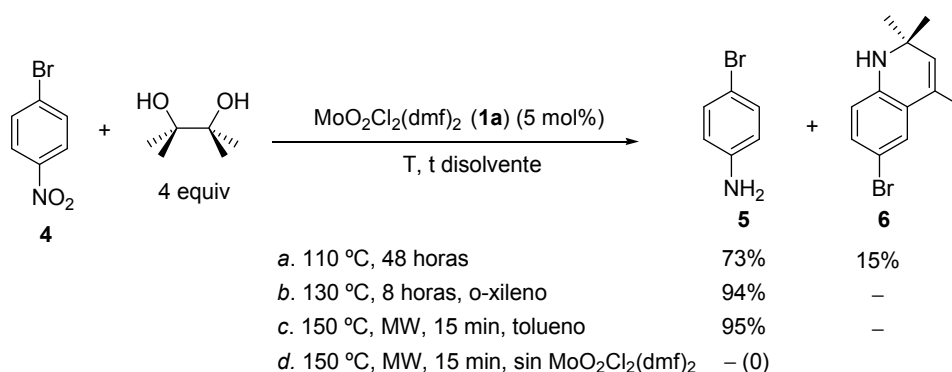 Br
NO2
4
+
HO
OH
4 equiv
MoO2Cl2(dmf)2 (1a) (5 mol%)
T, t disolvente
Br
NH2
5
+
HN
Br
6
a. 110 ºC, 48 horas 73% 15%
b. 130 ºC, 8 horas, o-xileno 94% –
c. 150 ºC, MW, 15 min, tolueno 95% –
d. 150 ºC, MW, 15 min, sin MoO2Cl2(dmf)2 – (0)